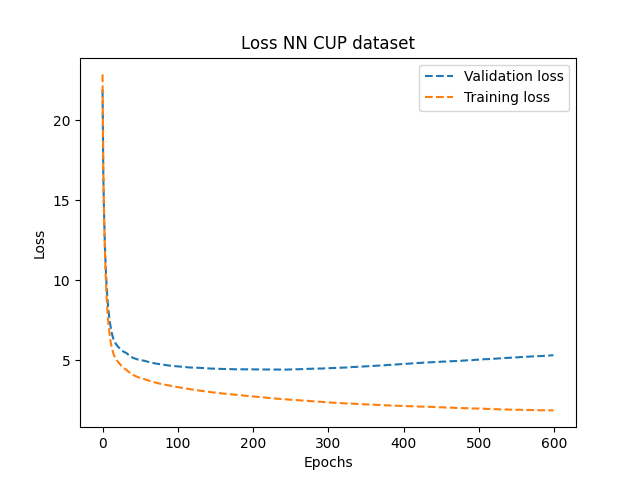 Loss NN CUP dataset
Validation loss
Training loss
20
15
10
5
Loss
0 100 200 300 400 500 600
Epochs